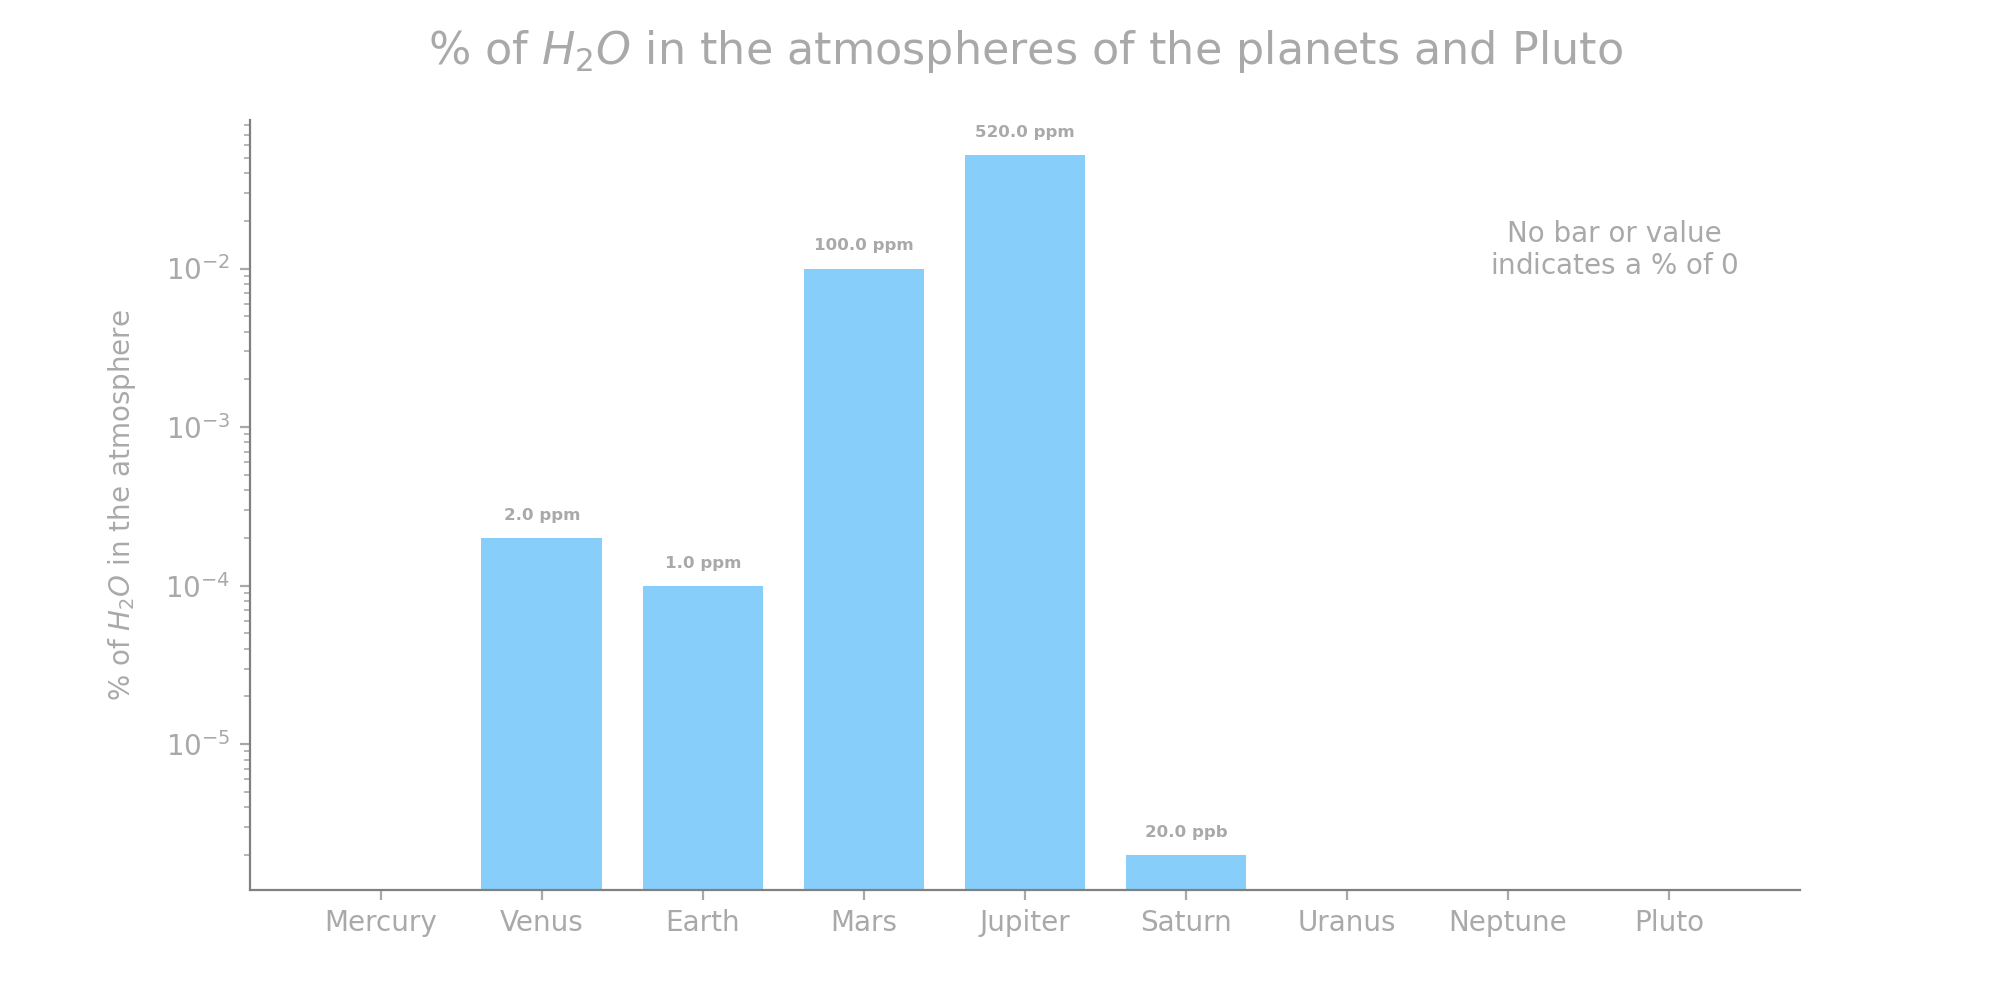 % of H₂O in the atmospheres of the planets and Pluto
520.0 ppm
100.0 ppm
2.0 ppm
1.0 ppm
20.0 ppb
No bar or value
indicates a % of 0
% of H₂O in the atmosphere
10⁻²
10⁻³
10⁻⁴
10⁻⁵
Mercury Venus Earth Mars Jupiter Saturn Uranus Neptune Pluto